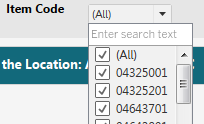 Item Code (All)
Enter search text
(All)
04325001
the Location: 04325201
04643701